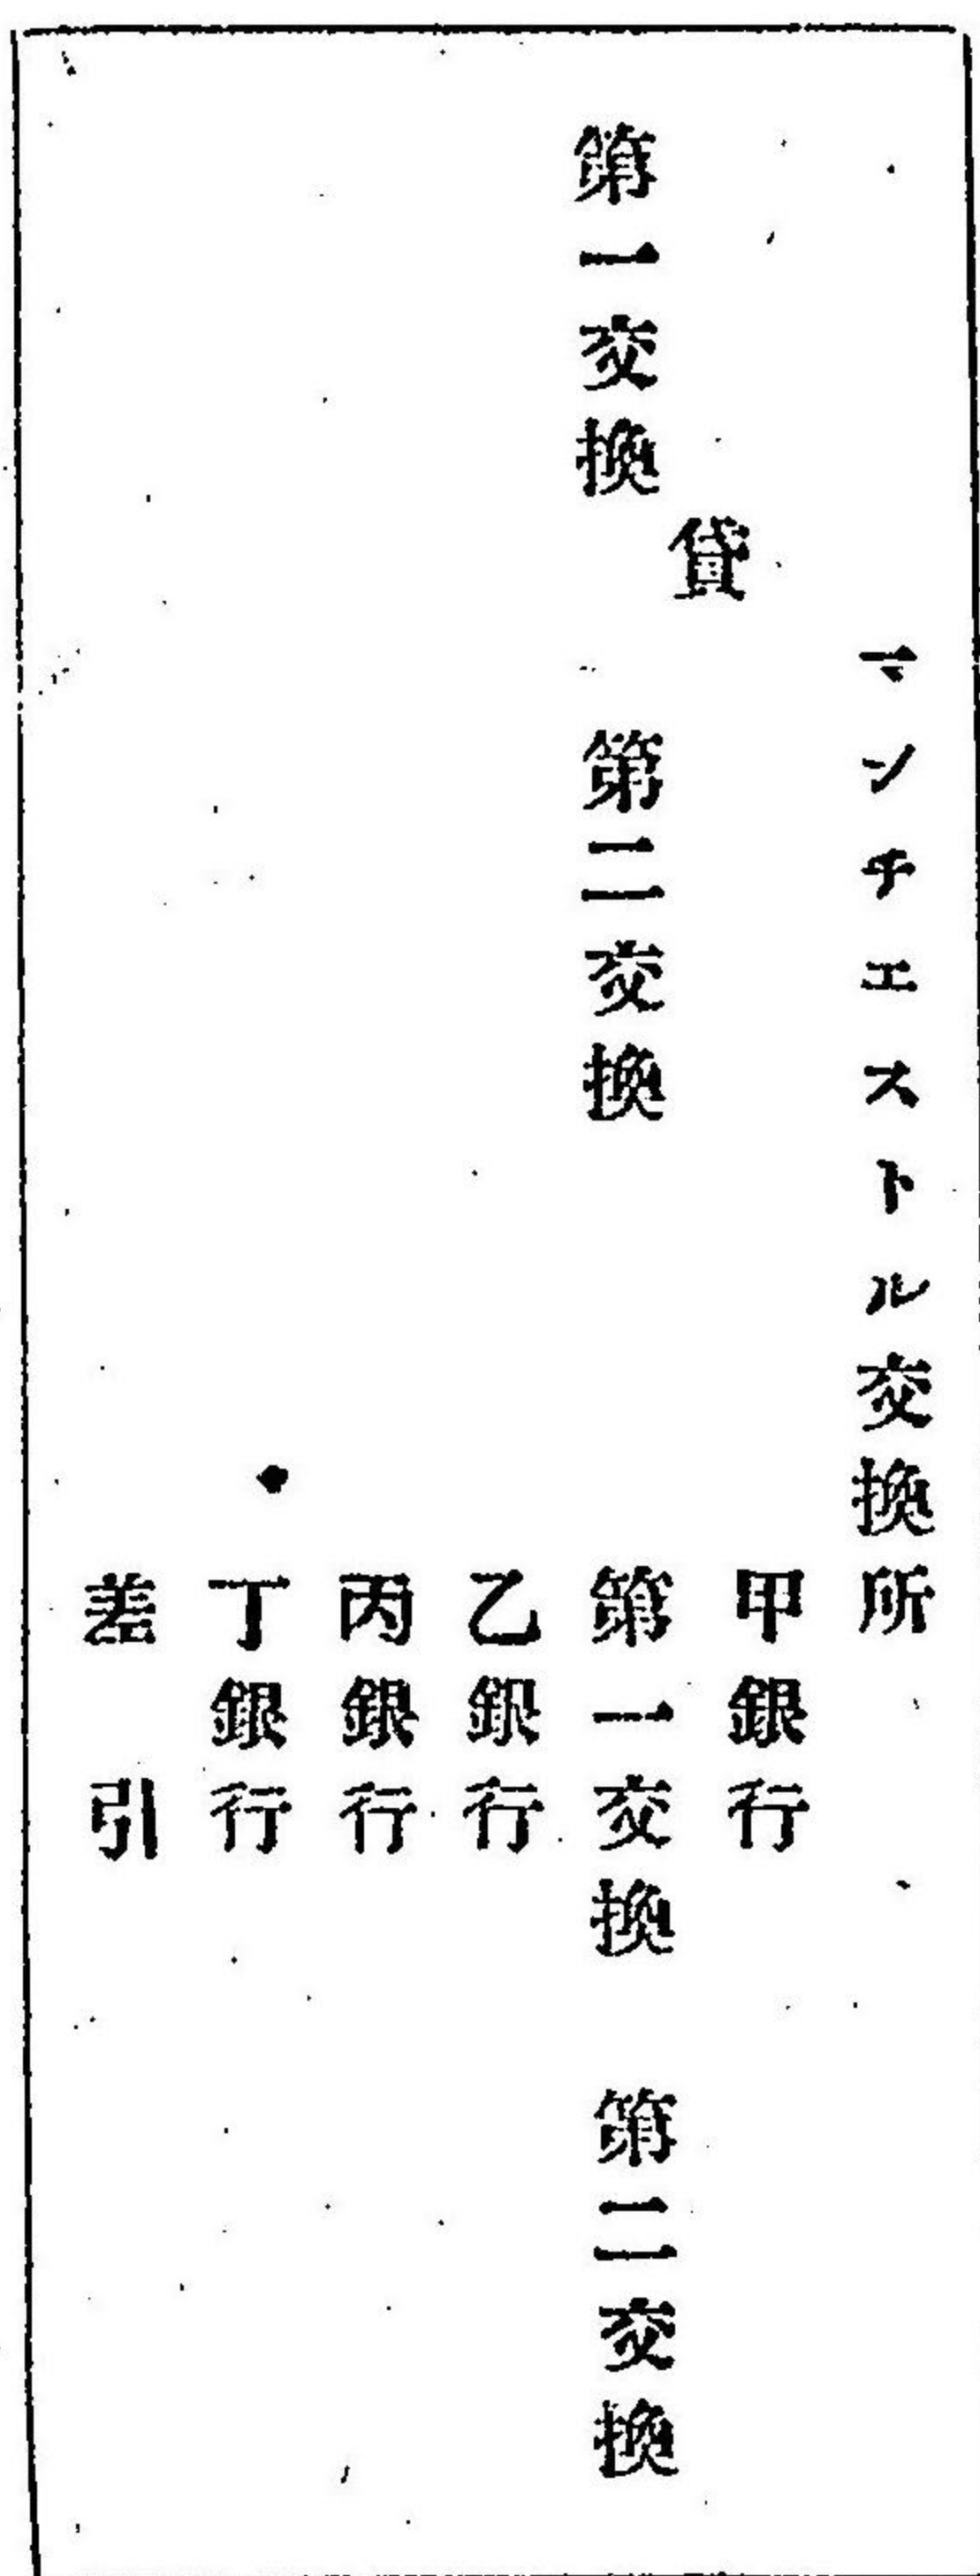 マンチエストル交換所
甲銀行
貸
第一交換　第二交換　第一交換　第二交換
乙銀行
丙銀行
丁銀行
差引